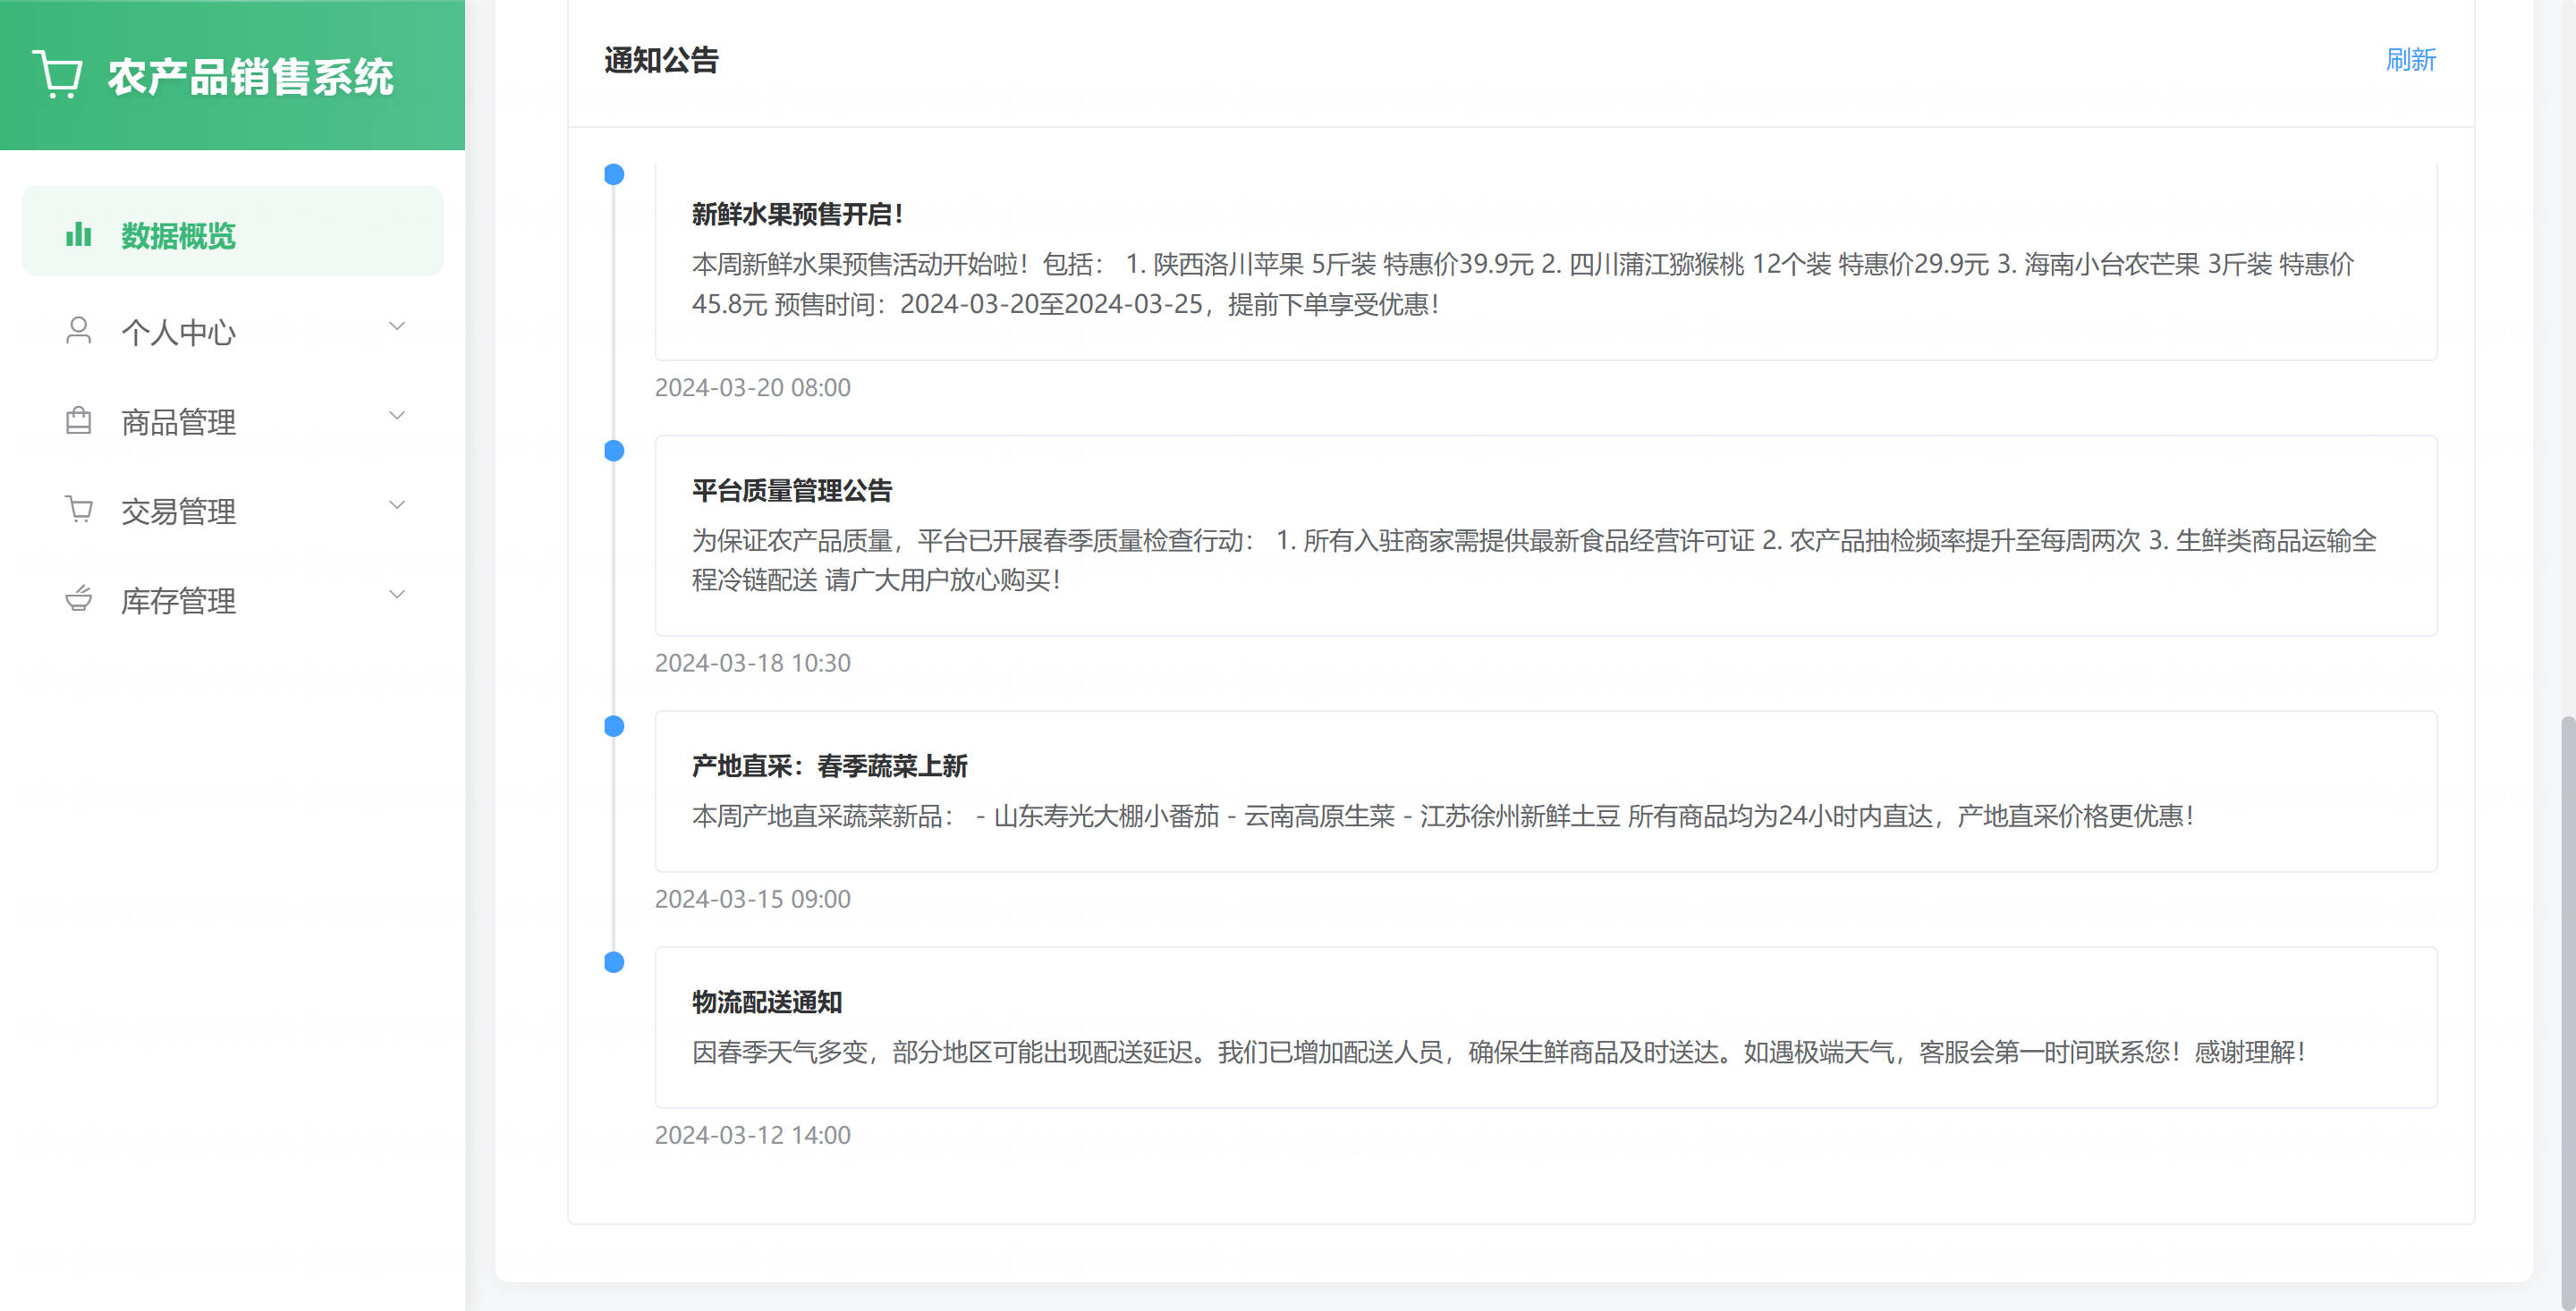 农产品销售系统
数据概览
个人中心
商品管理
交易管理
库存管理
通知公告
刷新
新鲜水果预售开启！
本周新鲜水果预售活动开始啦！包括： 1. 陕西洛川苹果 5斤装 特惠价39.9元 2. 四川蒲江猕猴桃 12个装 特惠价29.9元 3. 海南小台农芒果 3斤装 特惠价
45.8元 预售时间：2024-03-20至2024-03-25，提前下单享受优惠！
2024-03-20 08:00
平台质量管理公告
为保证农产品质量，平台已开展春季质量检查行动： 1. 所有入驻商家需提供最新食品经营许可证 2. 农产品抽检频率提升至每周两次 3. 生鲜类商品运输全
程冷链配送 请广大用户放心购买！
2024-03-18 10:30
产地直采：春季蔬菜上新
本周产地直采蔬菜新品： - 山东寿光大棚小番茄 - 云南高原生菜 - 江苏徐州新鲜土豆 所有商品均为24小时内直达，产地直采价格更优惠！
2024-03-15 09:00
物流配送通知
因春季天气多变，部分地区可能出现配送延迟。我们已增加配送人员，确保生鲜商品及时送达。如遇极端天气，客服会第一时间联系您！感谢理解！
2024-03-12 14:00